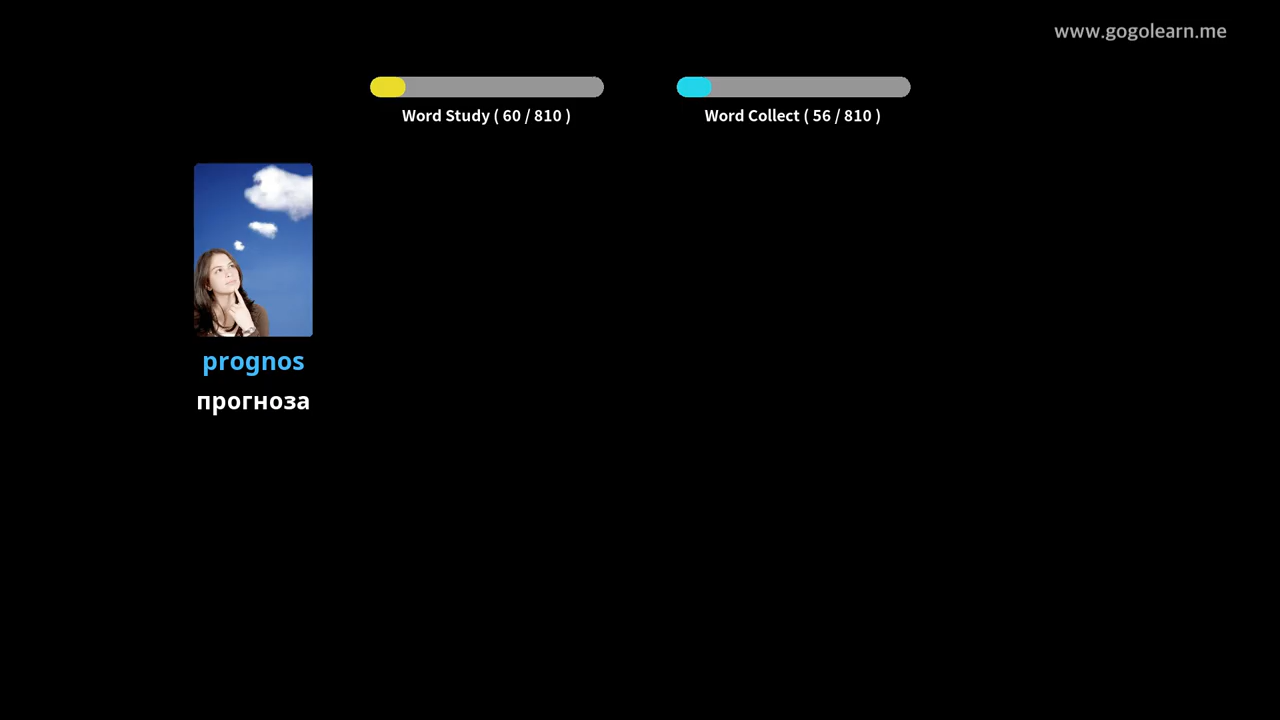 www.gogolearn.me
Word Study ( 60 / 810 )
Word Collect ( 56 / 810 )
prognos
прогноза